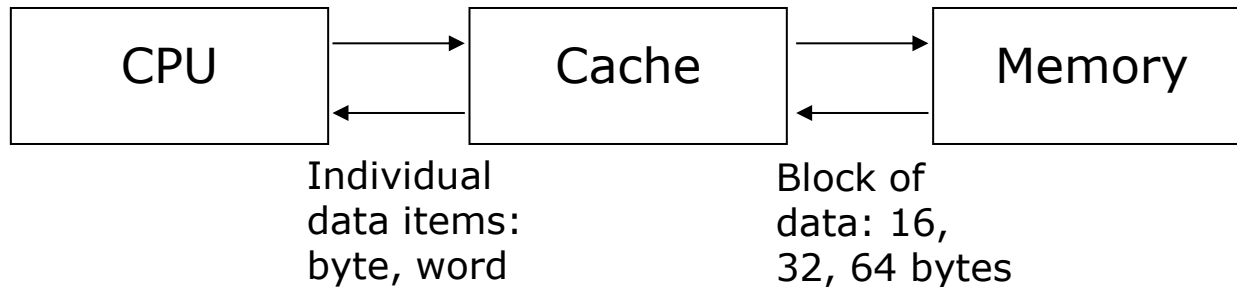 CPU
Cache
Memory
Individual
data items:
byte, word
Block of
data: 16,
32, 64 bytes